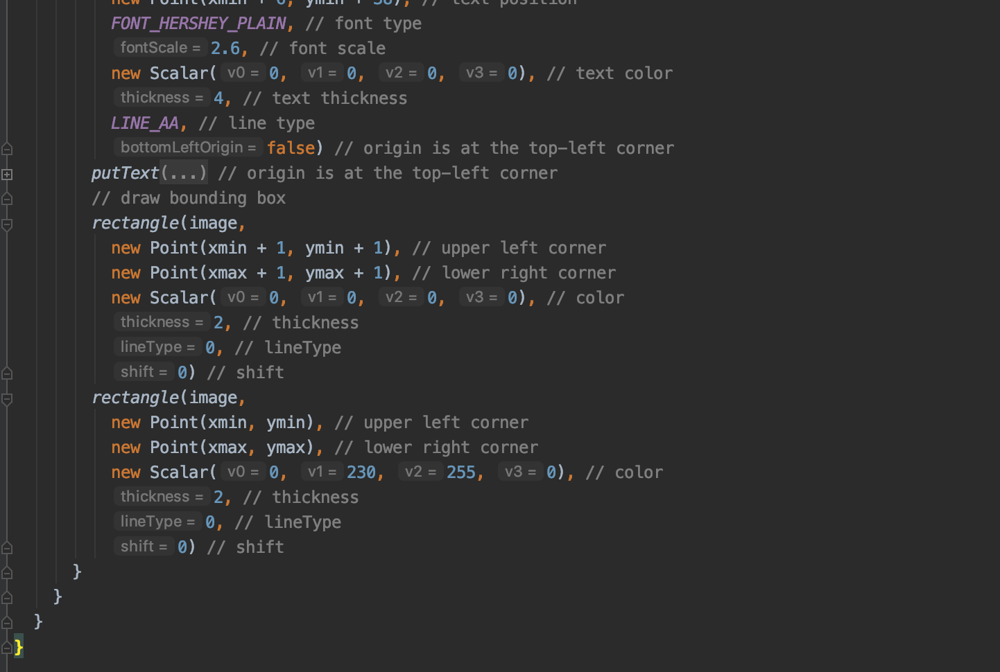 new Point(xmin + 6, ymin + 38), // text position
FONT_HERSHEY_PLAIN, // font type
fontScale = 2.6, // font scale
new Scalar( v0 = 0, v1 = 0, v2 = 0, v3 = 0), // text color
thickness = 4, // text thickness
LINE_AA, // line type
bottomLeftOrigin = false) // origin is at the top-left corner
putText(...) // origin is at the top-left corner
// draw bounding box
rectangle(image,
new Point(xmin + 1, ymin + 1), // upper left corner
new Point(xmax + 1, ymax + 1), // lower right corner
new Scalar( v0 = 0, v1 = 0, v2 = 0, v3 = 0), // color
thickness = 2, // thickness
lineType = 0, // lineType
shift = 0) // shift
rectangle(image,
new Point(xmin, ymin), // upper left corner
new Point(xmax, ymax), // lower right corner
new Scalar( v0 = 0, v1 = 230, v2 = 255, v3 = 0), // color
thickness = 2, // thickness
lineType = 0, // lineType
shift = 0) // shift
}
}
}
}